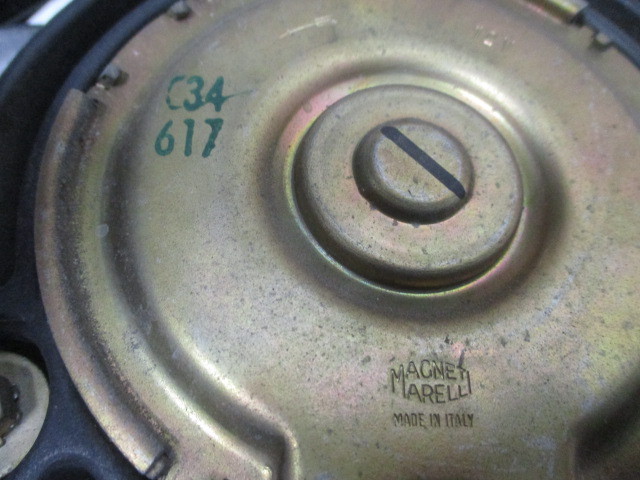 C34
617
MAGNETI
MARELLI
MADE IN ITALY